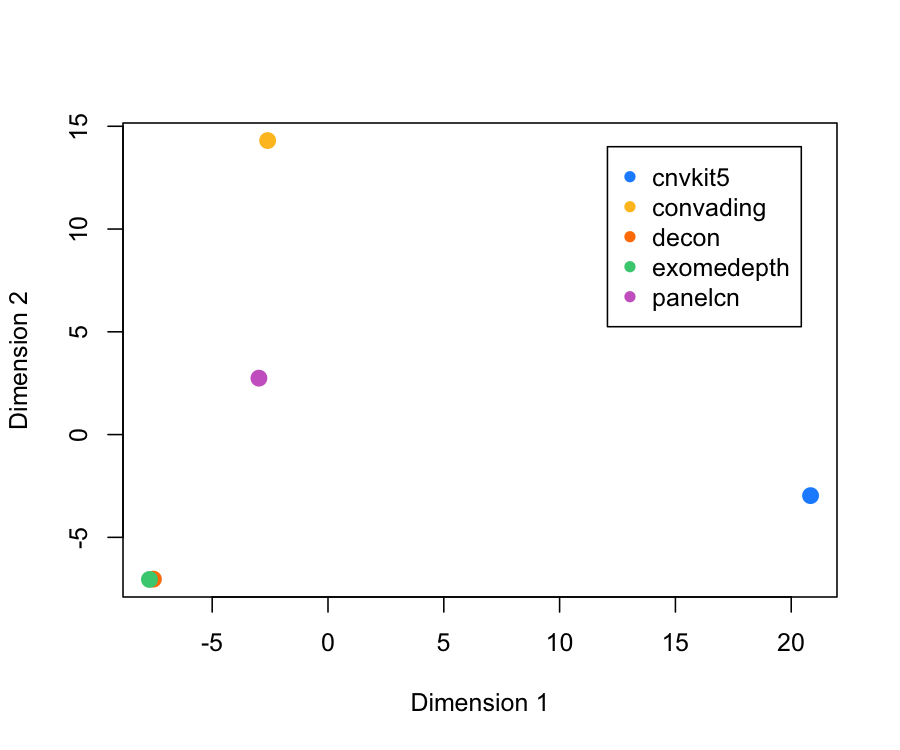 15
10
5
0
-5
Dimension 2
cnvkit5
convading
decon
exomedepth
panelcn
-5 0 5 10 15 20
Dimension 1